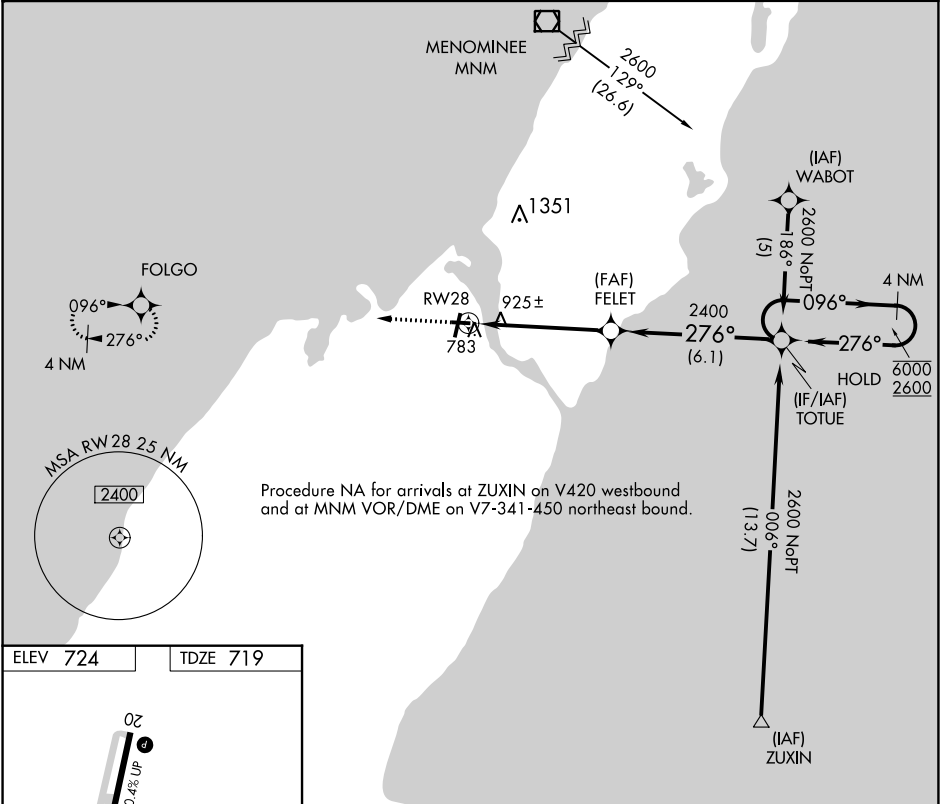 MENOMINEE
MNM
2600
129°
(26.6)
(IAF)
WABOT
2600 NoPT
186°
(5)
1351
FOLGO
096°
276°
4 NM
RW28
925±
783
(FAF)
FELET
2400
276°
(6.1)
096°
4 NM
276°
HOLD
6000
2600
(IF/IAF)
TOTUE
MSA RW 28 25 NM
2400
Procedure NA for arrivals at ZUXIN on V420 westbound
and at MNM VOR/DME on V7-341-450 northeast bound.
2600 NoPT
006°
(13.7)
(IAF)
ZUXIN
ELEV 724
TDZE 719
20
P
0.4% UP